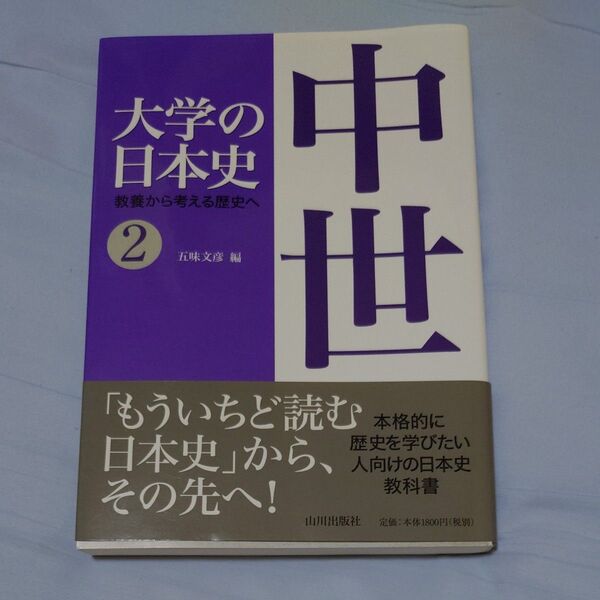 大学の
日本史
教養から考える歴史へ
2
五味文彦 編
中世
「もういちど読む
日本史」から、
その先へ!
本格的に
歴史を学びたい
人向けの日本史
教科書
山川出版社
定価:本体1800円(税別)